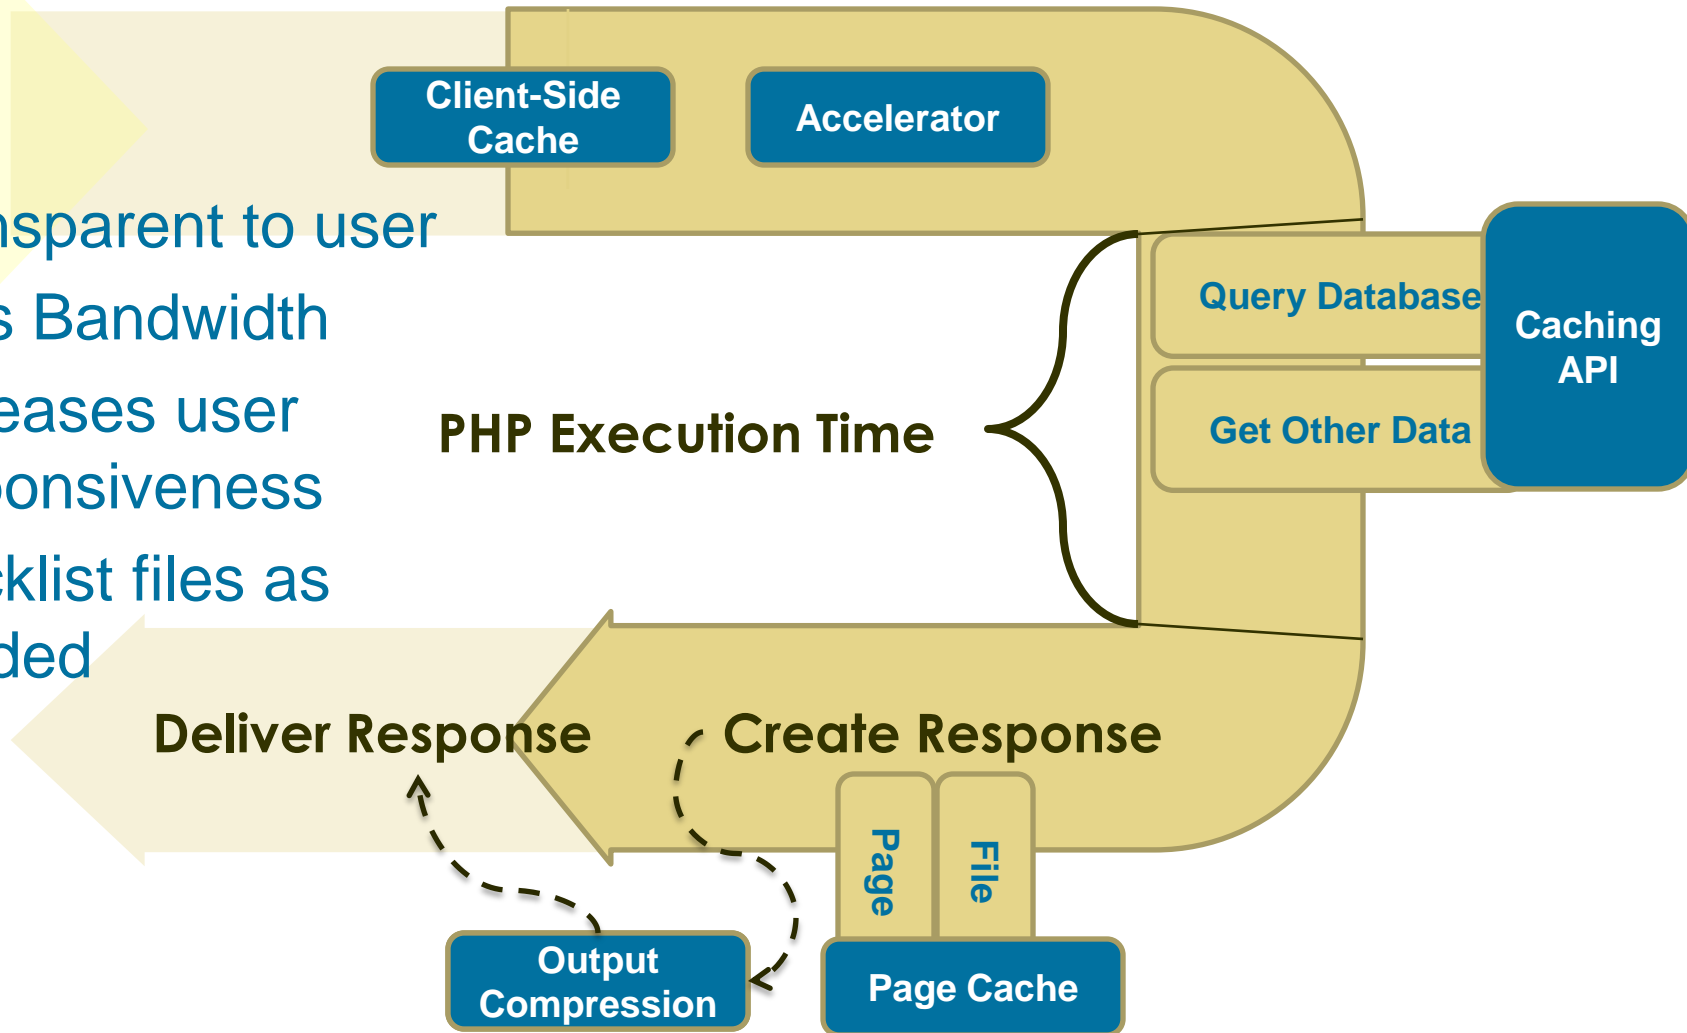 Client-Side
Cache
Accelerator
nsparent to user
s Bandwidth
eases user
onsiveness
cklist files as
ded
PHP Execution Time
Query Database
Get Other Data
Caching
API
Deliver Response
Create Response
Page
File
Output
Compression
Page Cache